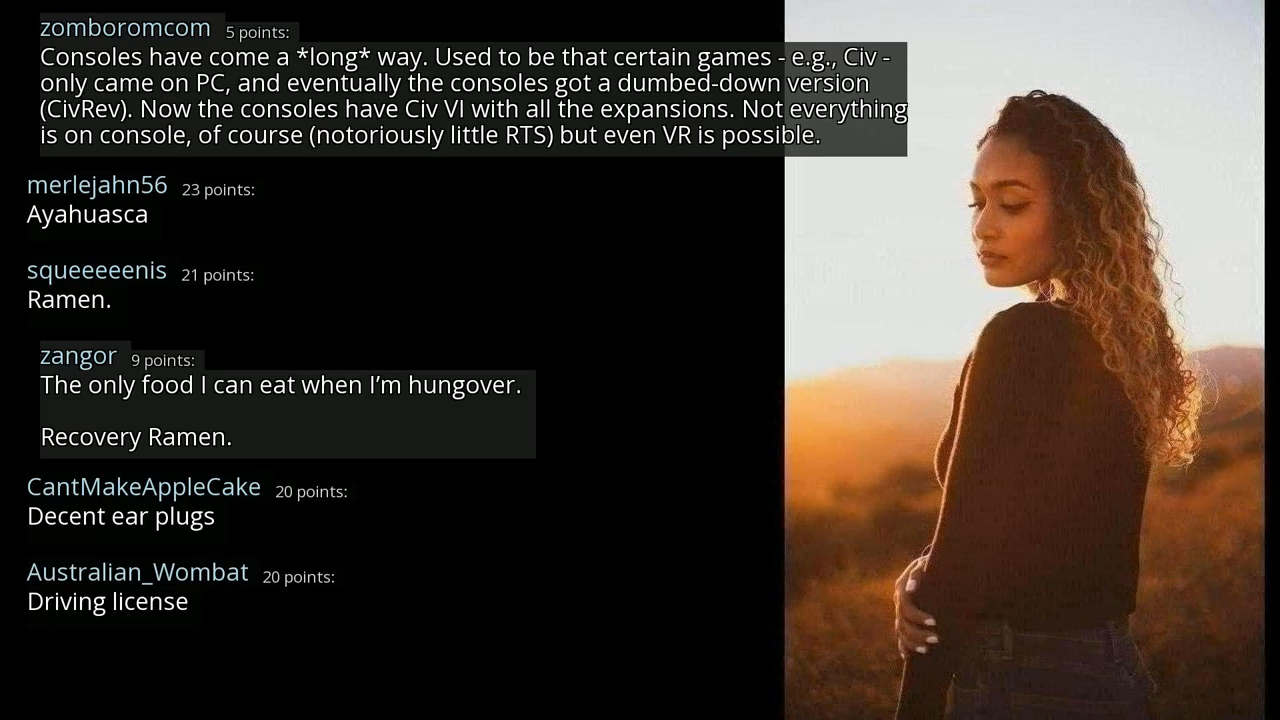 zomboromcom 5 points:
Consoles have come a *long* way. Used to be that certain games - e.g., Civ -
only came on PC, and eventually the consoles got a dumbed-down version
(CivRev). Now the consoles have Civ VI with all the expansions. Not everything
is on console, of course (notoriously little RTS) but even VR is possible.
merlejahn56 23 points:
Ayahuasca
squeeeeenis 21 points:
Ramen.
zangor 9 points:
The only food I can eat when I’m hungover.
Recovery Ramen.
CantMakeAppleCake 20 points:
Decent ear plugs
Australian_Wombat 20 points:
Driving license